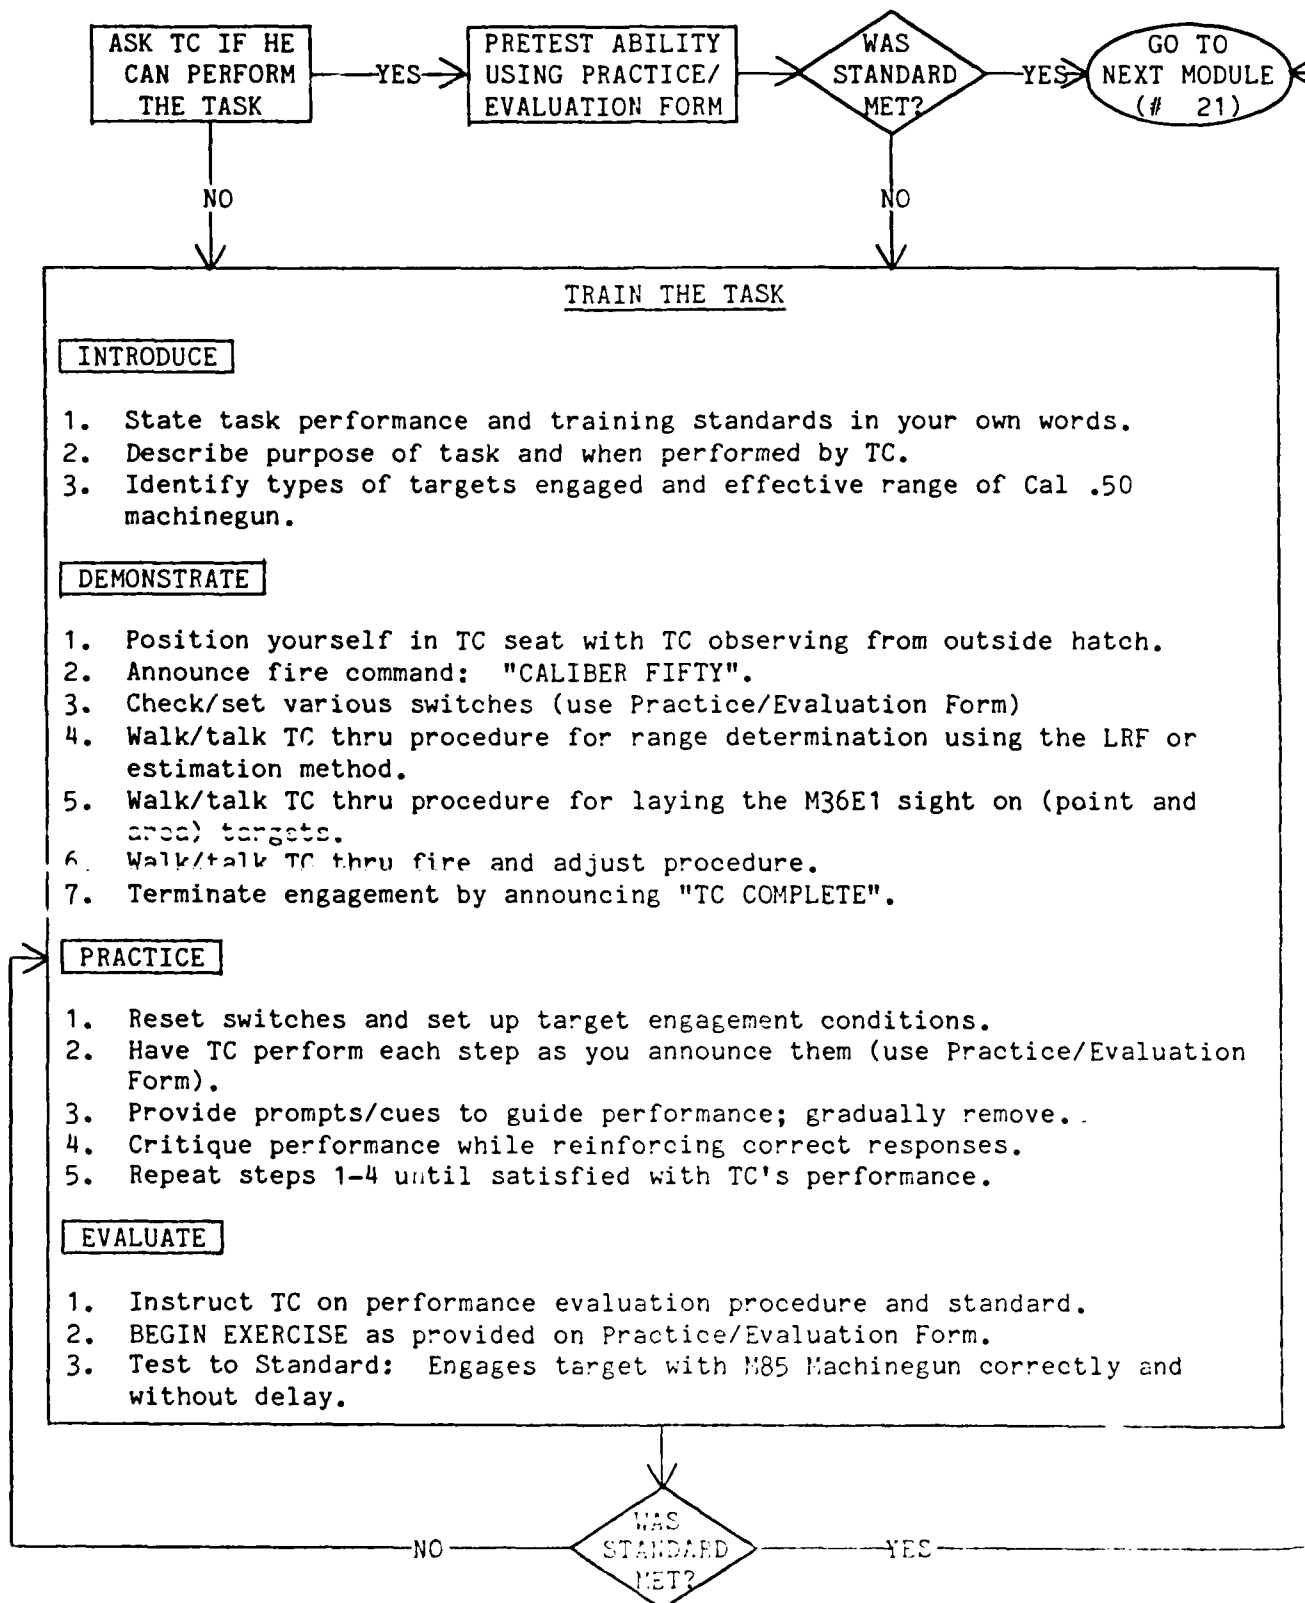 ASK TC IF HE
CAN PERFORM
THE TASK
YES
PRETEST ABILITY
USING PRACTICE/
EVALUATION FORM
WAS
STANDARD
MET?
YES
GO TO
NEXT MODULE
(# 21)
NO
NO
TRAIN THE TASK
INTRODUCE
1. State task performance and training standards in your own words.
2. Describe purpose of task and when performed by TC.
3. Identify types of targets engaged and effective range of Cal .50
machinegun.
DEMONSTRATE
1. Position yourself in TC seat with TC observing from outside hatch.
2. Announce fire command: "CALIBER FIFTY".
3. Check/set various switches (use Practice/Evaluation Form)
4. Walk/talk TC thru procedure for range determination using the LRF or
estimation method.
5. Walk/talk TC thru procedure for laying the M36E1 sight on (point and
area) targets.
6. Walk/talk TC thru fire and adjust procedure.
7. Terminate engagement by announcing "TC COMPLETE".
PRACTICE
1. Reset switches and set up target engagement conditions.
2. Have TC perform each step as you announce them (use Practice/Evaluation
Form).
3. Provide prompts/cues to guide performance; gradually remove.
4. Critique performance while reinforcing correct responses.
5. Repeat steps 1-4 until satisfied with TC's performance.
EVALUATE
1. Instruct TC on performance evaluation procedure and standard.
2. BEGIN EXERCISE as provided on Practice/Evaluation Form.
3. Test to Standard: Engages target with M85 Machinegun correctly and
without delay.
NO
WAS
STANDARD
MET?
YES